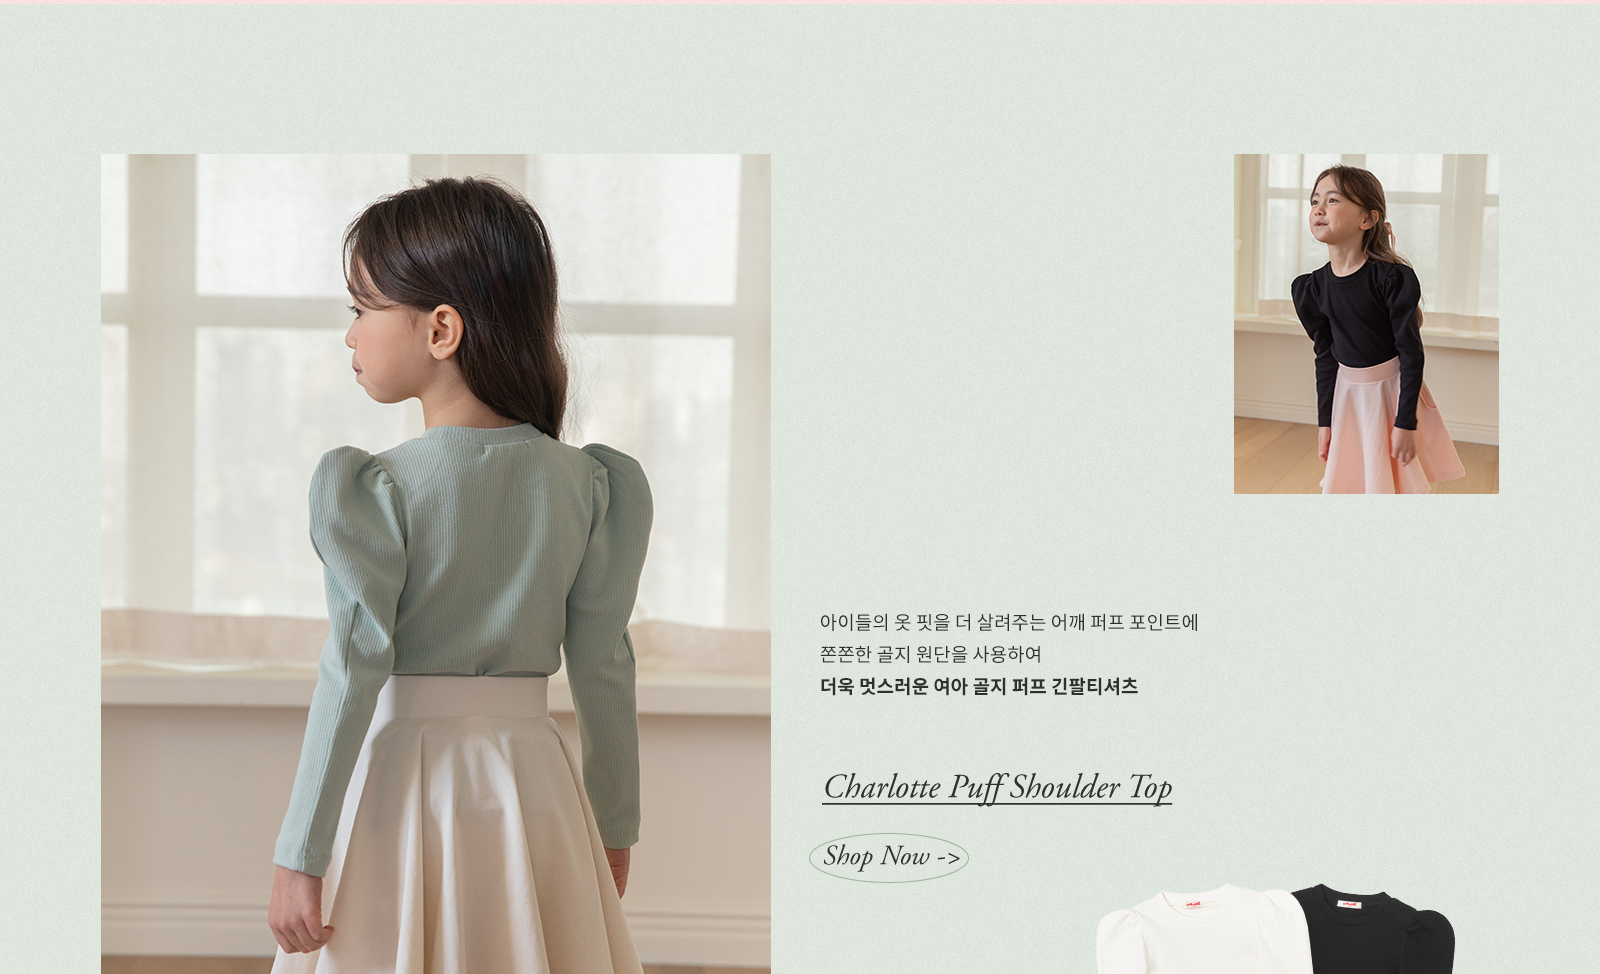 아이들의 옷 핏을 더 살려주는 어깨 퍼프 포인트에
쫀쫀한 골지 원단을 사용하여
더욱 멋스러운 여아 골지 퍼프 긴팔티셔츠
Charlotte Puff Shoulder Top
Shop Now ->